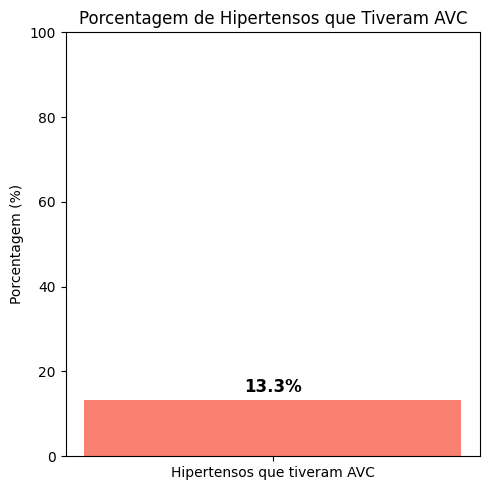 Porcentagem de Hipertensos que Tiveram AVC
Porcentagem (%)
100
80
60
40
20
0
13.3%
Hipertensos que tiveram AVC